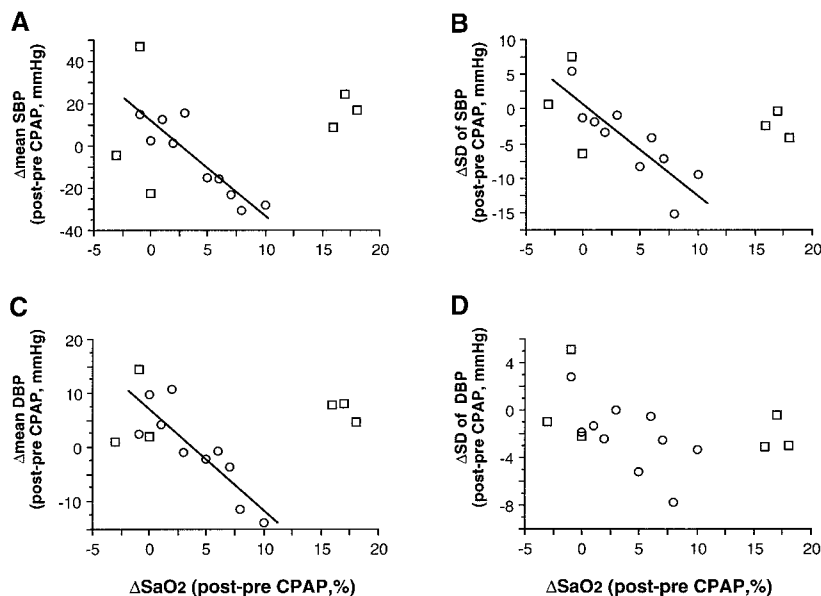 A
Δmean SBP
(post-pre CPAP, mmHg)
40
20
0
-20
-40
-5 0 5 10 15 20
B
ΔSD of SBP
(post-pre CPAP, mmHg)
10
5
0
-5
-10
-15
-5 0 5 10 15 20
C
Δmean DBP
(post-pre CPAP, mmHg)
20
10
0
-10
-5 0 5 10 15 20
ΔSaO2 (post-pre CPAP,%)
D
ΔSD of DBP
(post-pre CPAP, mmHg)
4
0
-4
-8
-5 0 5 10 15 20
ΔSaO2 (post-pre CPAP,%)